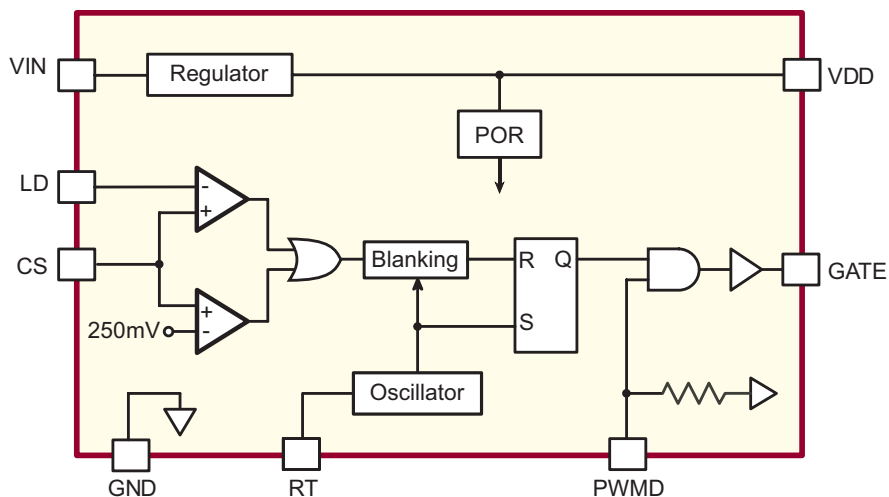 VIN
Regulator
VDD
POR
LD
-
+
CS
Blanking
R
Q
GATE
+
250mV
-
S
Oscillator
GND
RT
PWMD